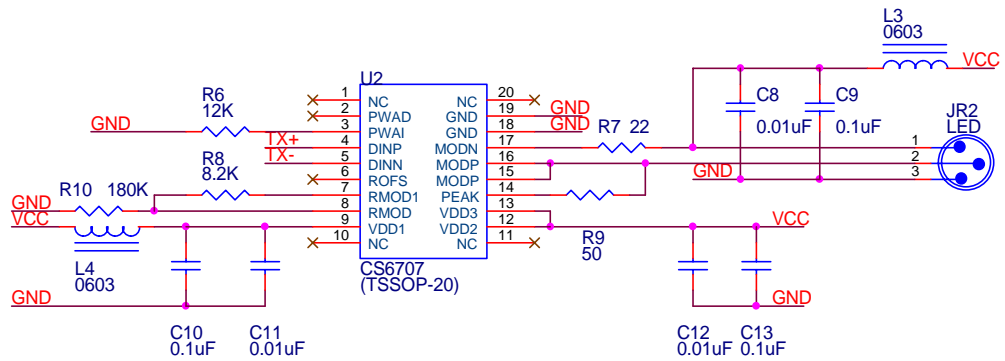 L3
0603
VCC
U2
R6
12K
GND
TX+
TX-
R8
8.2K
R10 180K
GND
VCC
L4
0603
GND
C10
0.1uF
C11
0.01uF
1 NC
2 PWAD
3 PWAI
4 DINP
5 DINN
6 ROFS
7 RMOD1
8 RMOD
9 VDD1
10 NC
NC 20
GND 19
GND 18
MODN 17
MODP 16
MODP 15
PEAK 14
VDD3 13
VDD2 12
NC 11
CS6707
(TSSOP-20)
GND
GND
R7 22
C8
0.01uF
C9
0.1uF
JR2
LED
1
2
3
GND
R9
50
VCC
GND
C12
0.01uF
C13
0.1uF